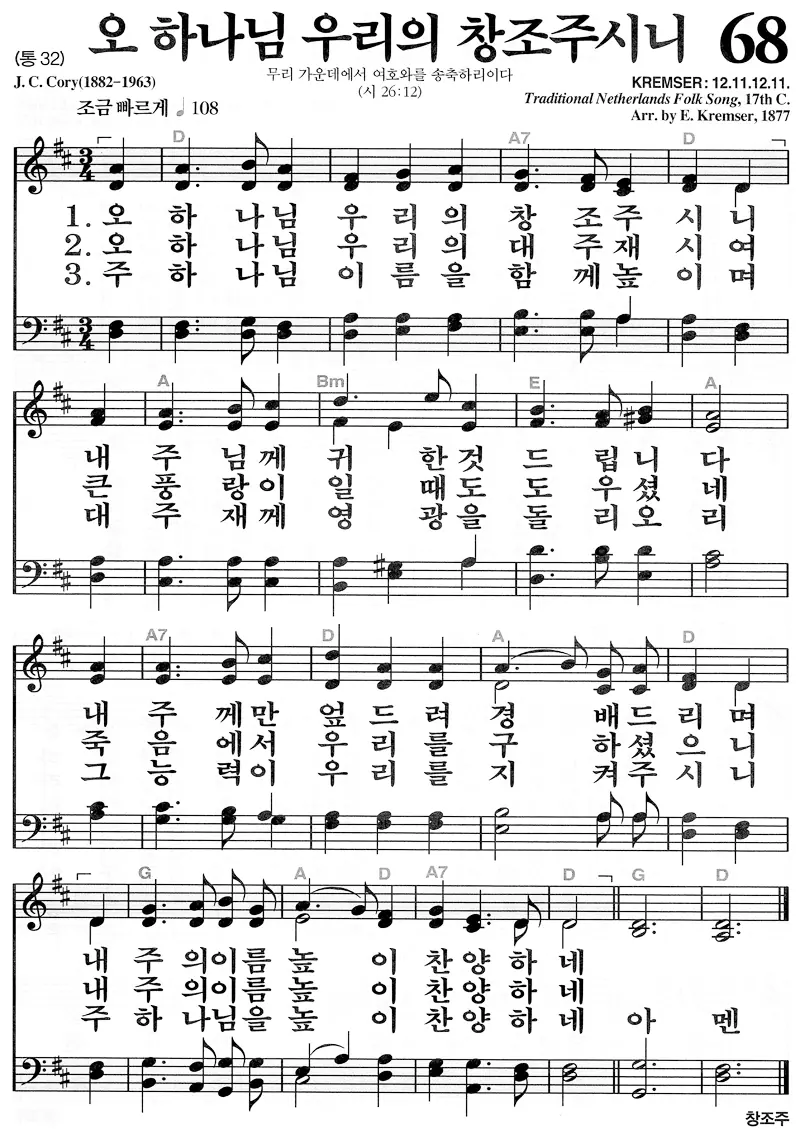 (통 32) 오 하나님 우리의 창조주시니 68
J. C. Cory(1882-1963)
무리 가운데에서 여호와를 송축하리이다
(시 26:12)
KREMSER: 12.11.12.11.
Traditional Netherlands Folk Song, 17th C.
Arr. by E. Kremser, 1877
조금 빠르게 ♩ 108
D A7 D
3 4
1. 오 하 나님 우 리 의 창 조주 시 니
2. 오 하 나님 우 리 의 대 주재 시 여
3. 주 하 나님 이 름 을 함 께높 이 며
3 4
A Bm E A
내 주 님께 귀 한것 드 립니 다
큰 풍 랑이 일 때도 도 우셨 네
대 주 재께 영 광을 돌 리오 리
A7 D A D
내 주 께만 엎 드 려 경 배드 리 며
죽 음 에서 우 리 를 구 하셨 으 니
그 능 력이 우 리 를 지 켜주 시 니
G A D A7 D G D
내 주 의이름 높 이 찬양하 네
내 주 의이름 높 이 찬양하 네
주 하 나님을 높 이 찬양하 네 아 멘
창조주